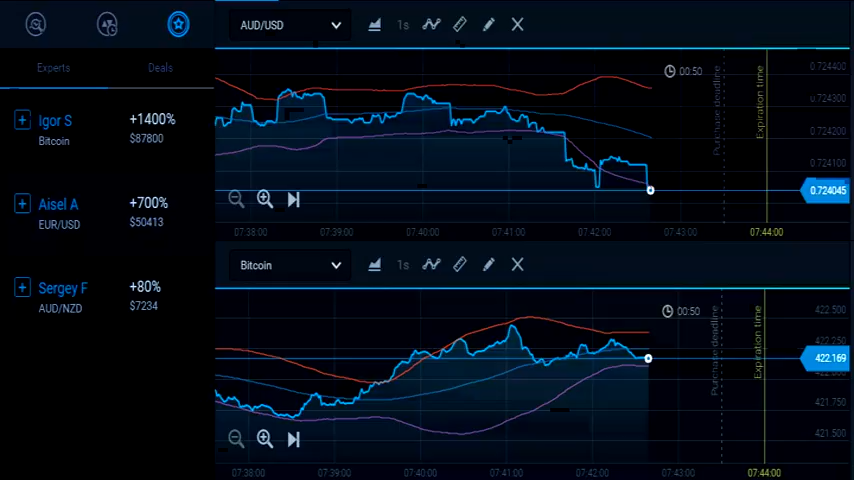 Experts
Deals
Igor S
+1400%
Bitcoin
$87800
Aisel A
+700%
EUR/USD
$50413
Sergey F
+80%
AUD/NZD
$7234
AUD/USD
1s
00:50
Purchase deadline
Expiration time
0.724400
0.724300
0.724200
0.724100
0.724045
07:38:00
07:39:00
07:40:00
07:41:00
07:42:00
07:43:00
07:44:00
Bitcoin
1s
00:50
Purchase deadline
Expiration time
422.500
422.169
421.750
421.500
07:38:00
07:39:00
07:40:00
07:41:00
07:42:00
07:43:00
07:44:00